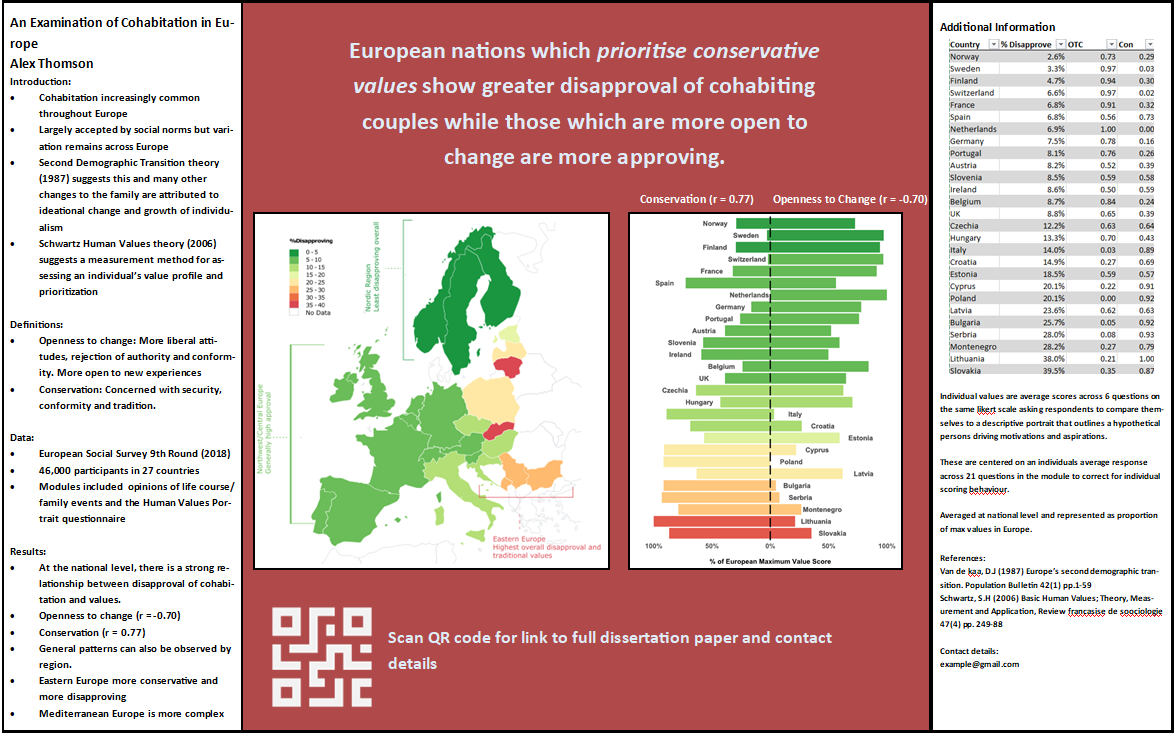 An Examination of Cohabitation in Eu-
rope
Alex Thomson
Introduction:
• Cohabitation increasingly common
throughout Europe
• Largely accepted by social norms but vari-
ation remains across Europe
• Second Demographic Transition theory
(1987) suggests this and many other
changes to the family are attributed to
ideational change and growth of individu-
alism
• Schwartz Human Values theory (2006)
suggests a measurement method for as-
sessing an individual's value profile and
prioritization
Definitions:
• Openness to change: More liberal atti-
tudes, rejection of authority and conform-
ity. More open to new experiences
• Conservation: Concerned with security,
conformity and tradition.
Data:
• European Social Survey 9th Round (2018)
• 46,000 participants in 27 countries
• Modules included opinions of life course/
family events and the Human Values Por-
trait questionnaire
Results:
• At the national level, there is a strong re-
lationship between disapproval of cohabi-
tation and values.
• Openness to change (r =-0.70)
• Conservation (r = 0.77)
• General patterns can also be observed by
region.
• Eastern Europe more conservative and
more disapproving
• Mediterranean Europe is more complex
European nations which prioritise conservative
values show greater disapproval of cohabiting
couples while those which are more open to
change are more approving.
Conservation (r = 0.77) Openness to Change (r = -0.70)
%Disapproving
0 - 5
5 - 10
10 - 15
15 - 20
20 - 25
25 - 30
30 - 35
35 - 40
No Data
Nordic Region
Least disapproving overall
Northwest/Central Europe
Generally high approval
Eastern Europe
Highest overall disapproval and
traditional values
Norway
Sweden
Finland
Switzerland
France
Spain
Netherlands
Germany
Portugal
Austria
Slovenia
Ireland
Belgium
UK
Czechia
Hungary
Italy
Croatia
Estonia
Cyprus
Poland
Latvia
Bulgaria
Serbia
Montenegro
Lithuania
Slovakia
100% 50% 0% 50% 100%
% of European Maximum Value Score
Scan QR code for link to full dissertation paper and contact
details
Additional Information
Country % Disapprove OTC Con
Norway 2.6% 0.73 0.29
Sweden 3.3% 0.97 0.03
Finland 4.7% 0.94 0.30
Switzerland 6.6% 0.97 0.02
France 6.8% 0.91 0.32
Spain 6.8% 0.56 0.73
Netherlands 6.9% 1.00 0.00
Germany 7.5% 0.78 0.16
Portugal 8.1% 0.76 0.26
Austria 8.2% 0.52 0.39
Slovenia 8.5% 0.59 0.58
Ireland 8.6% 0.50 0.59
Belgium 8.7% 0.84 0.24
UK 8.8% 0.65 0.39
Czechia 12.2% 0.63 0.64
Hungary 13.3% 0.70 0.43
Italy 14.0% 0.03 0.89
Croatia 14.9% 0.27 0.69
Estonia 18.5% 0.59 0.57
Cyprus 20.1% 0.22 0.91
Poland 20.1% 0.00 0.92
Latvia 23.6% 0.62 0.63
Bulgaria 25.7% 0.05 0.92
Serbia 28.0% 0.08 0.93
Montenegro 28.2% 0.27 0.79
Lithuania 38.0% 0.21 1.00
Slovakia 39.5% 0.35 0.87
Individual values are average scores across 6 questions on
the same likert scale asking respondents to compare them-
selves to a descriptive portrait that outlines a hypothetical
persons driving motivations and aspirations.
These are centered on an individuals average response
across 21 questions in the module to correct for individual
scoring behaviour.
Averaged at national level and represented as proportion
of max values in Europe.
References:
Van de kaa, D.J (1987) Europe's second demographic tran-
sition. Population Bulletin 42(1) pp.1-59
Schwartz, S.H (2006) Basic Human Values; Theory, Meas-
urement and Application, Review francasise de soociologie
47(4) pp. 249-88
Contact details:
example@gmail.com